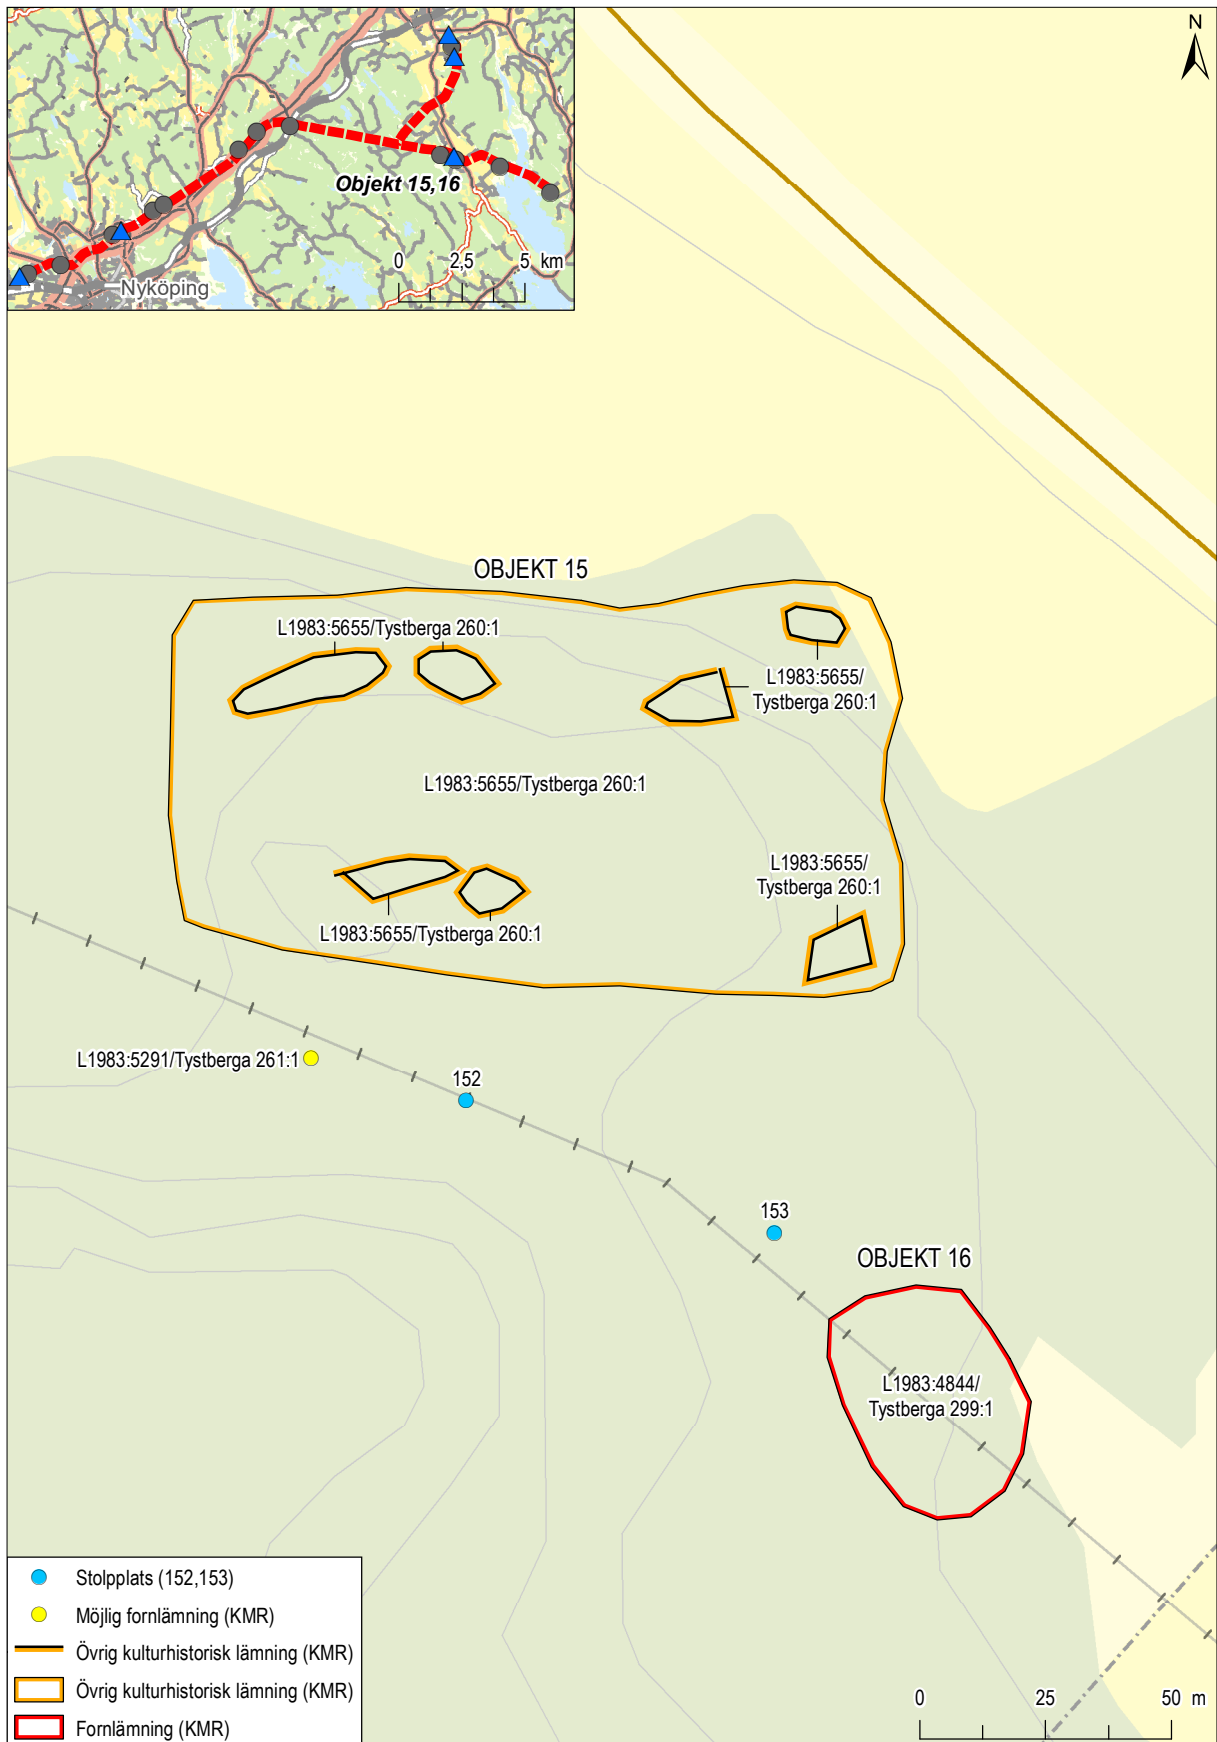 N
Objekt 15,16
0 2,5 5 km
Nyköping
OBJEKT 15
L1983:5655/Tystberga 260:1
L1983:5655/
Tystberga 260:1
L1983:5655/Tystberga 260:1
L1983:5655/
Tystberga 260:1
L1983:5655/Tystberga 260:1
L1983:5291/Tystberga 261:1
152
153
OBJEKT 16
L1983:4844/
Tystberga 299:1
Stolpplats (152,153)
Möjlig fornlämning (KMR)
Övrig kulturhistorisk lämning (KMR)
Övrig kulturhistorisk lämning (KMR)
Fornlämning (KMR)
0 25 50 m